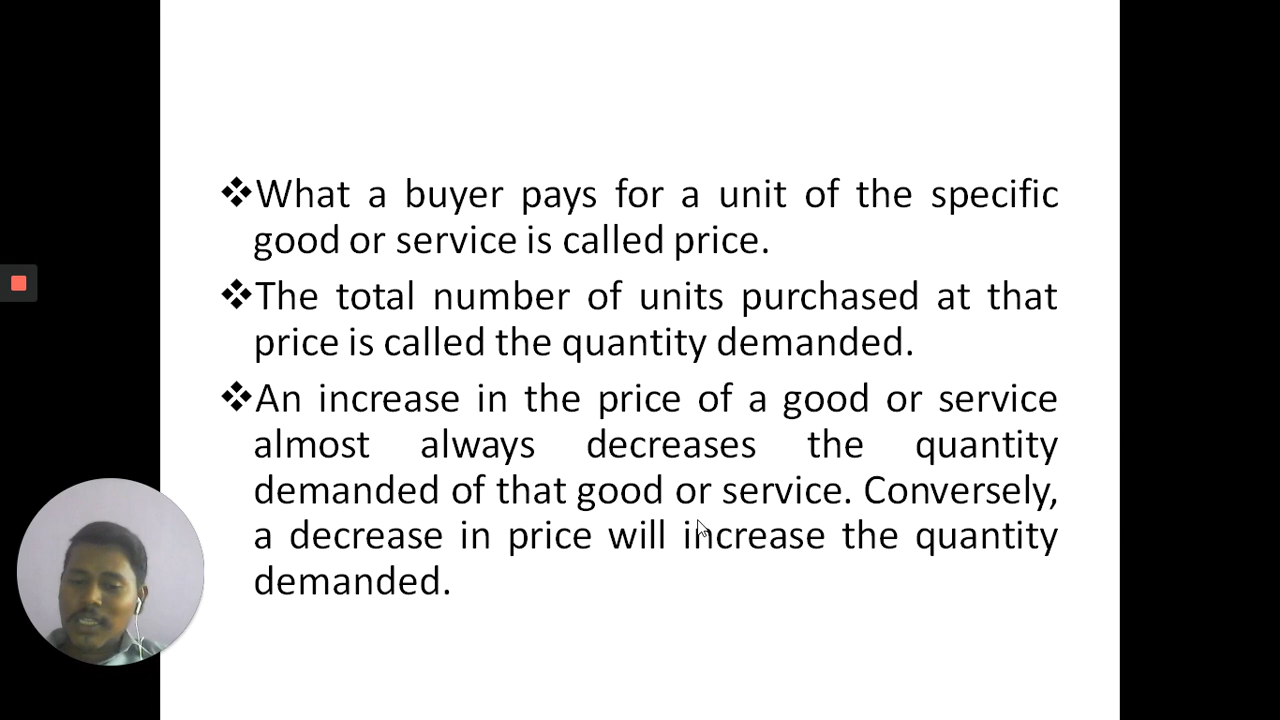 ❖What a buyer pays for a unit of the specific
good or service is called price.
❖The total number of units purchased at that
price is called the quantity demanded.
❖An increase in the price of a good or service
almost always decreases the quantity
demanded of that good or service. Conversely,
a decrease in price will increase the quantity
demanded.